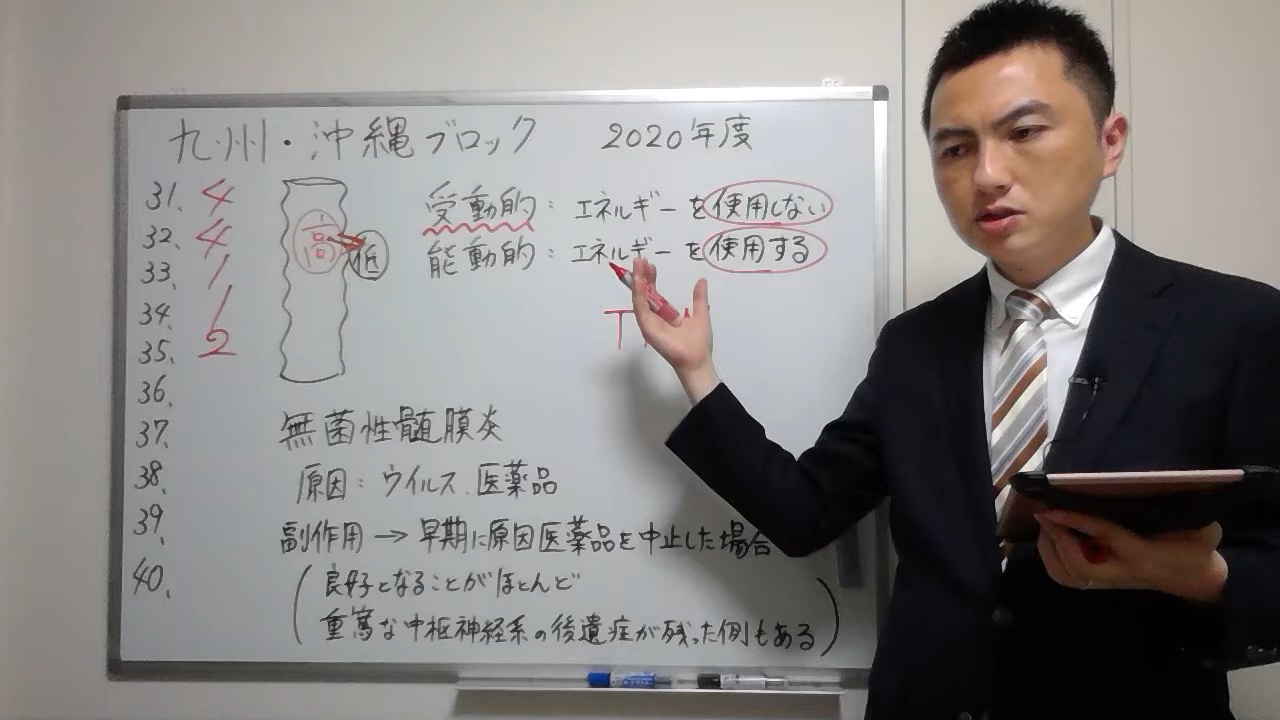 九州・沖縄ブロック 2020年度
31. 4
32. 4
33. 1
34. 1
35. 2
36.
37.
38.
39.
40.
高
低
受動的：エネルギーを使用しない
能動的：エネルギーを使用する
無菌性髄膜炎
原因：ウイルス、医薬品
副作用→早期に原因医薬品を中止した場合
(良好となることがほとんど
重篤な中枢神経系の後遺症が残った例もある)